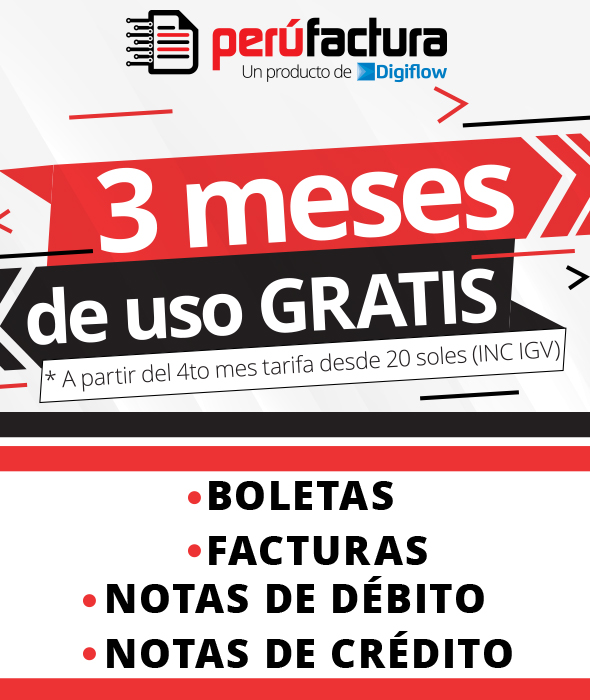 perúfactura
Un producto de Digiflow
3 meses
de uso GRATIS
* A partir del 4to mes tarifa desde 20 soles (INC IGV)
•BOLETAS
•FACTURAS
•NOTAS DE DÉBITO
•NOTAS DE CRÉDITO